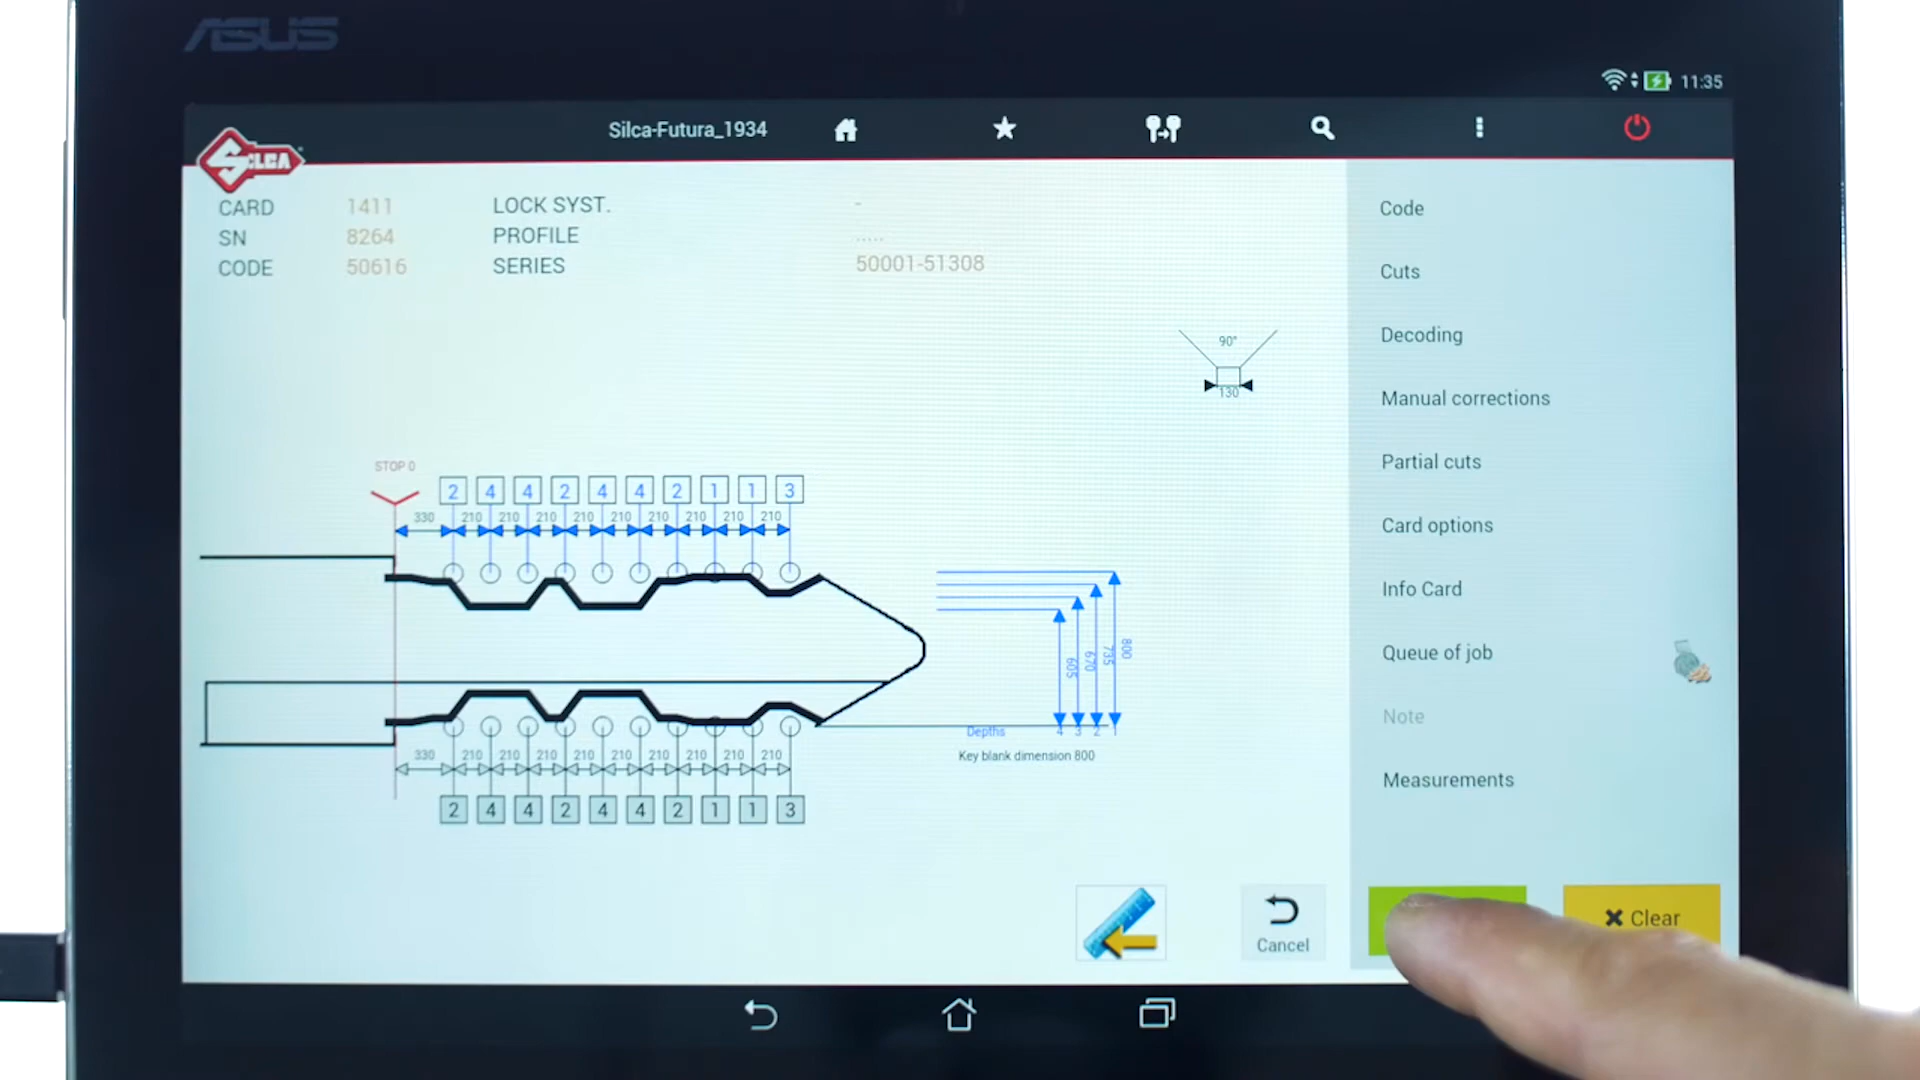 ASUS
11:35
Silca-Futura_1934
SILCA
CARD 1411 LOCK SYST. -
SN 8264 PROFILE .....
CODE 50616 SERIES 50001-51308
Code
Cuts
Decoding
Manual corrections
Partial cuts
Card options
Info Card
Queue of job
Note
Measurements
90°
130
STOP 0
2 4 4 2 4 4 2 1 1 3
330 210 210 210 210 210 210 210 210 210
605 670 735 800
Depths 4 3 2 1
Key blank dimension 800
330 210 210 210 210 210 210 210 210 210
2 4 4 2 4 4 2 1 1 3
Cancel
Clear